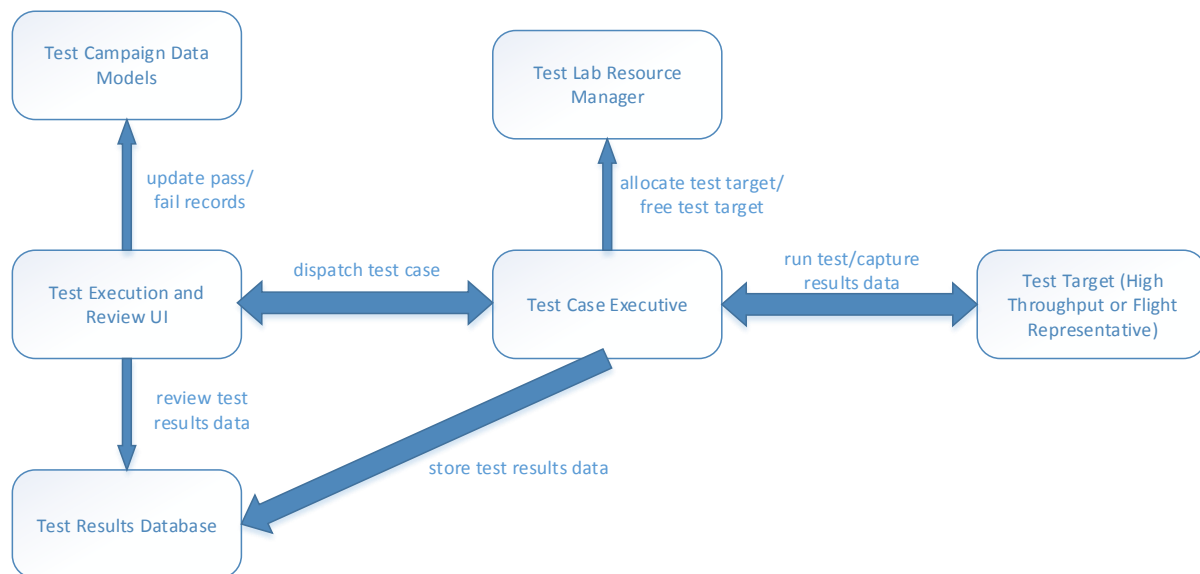 Test Campaign Data
Models
Test Lab Resource
Manager
update pass/
fail records
allocate test target/
free test target
Test Execution and
Review UI
dispatch test case
Test Case Executive
run test/capture
results data
Test Target (High
Throughput or Flight
Representative)
review test
results data
store test results data
Test Results Database